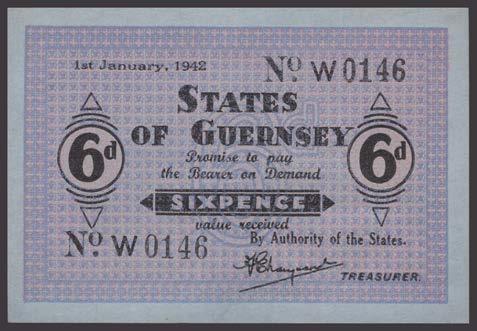 1st January, 1942
No W 0146
STATES
OF GUERNSEY
6d
6d
Promise to pay
the Bearer on Demand
SIXPENCE
value received
No W 0146
By Authority of the States.
TREASURER.